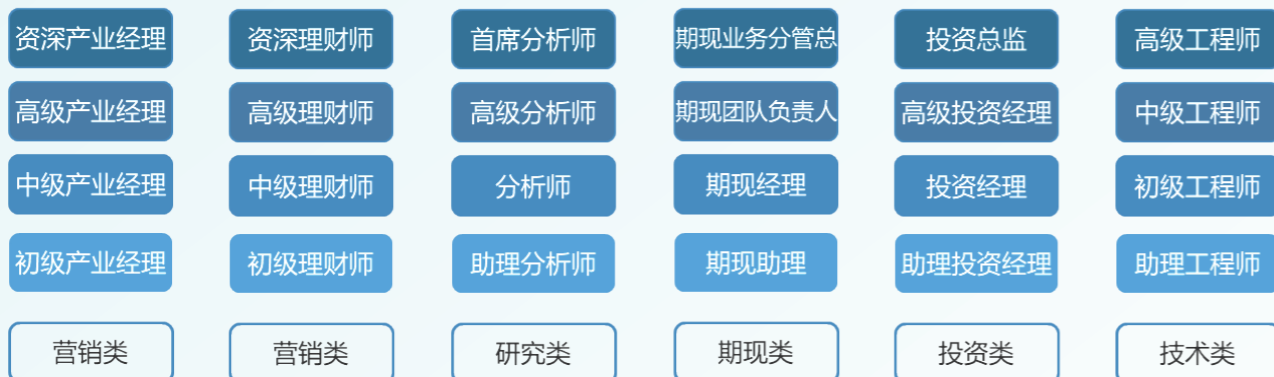 资深产业经理
资深理财师
首席分析师
期现业务分管总
投资总监
高级工程师
高级产业经理
高级理财师
高级分析师
期现团队负责人
高级投资经理
中级工程师
中级产业经理
中级理财师
分析师
期现经理
投资经理
初级工程师
初级产业经理
初级理财师
助理分析师
期现助理
助理投资经理
助理工程师
营销类
营销类
研究类
期现类
投资类
技术类